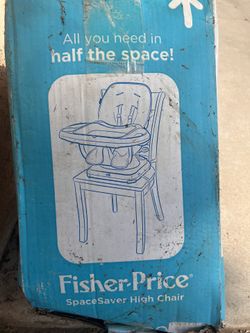 All you need in
half the space!
Fisher-Price®
SpaceSaver High Chair